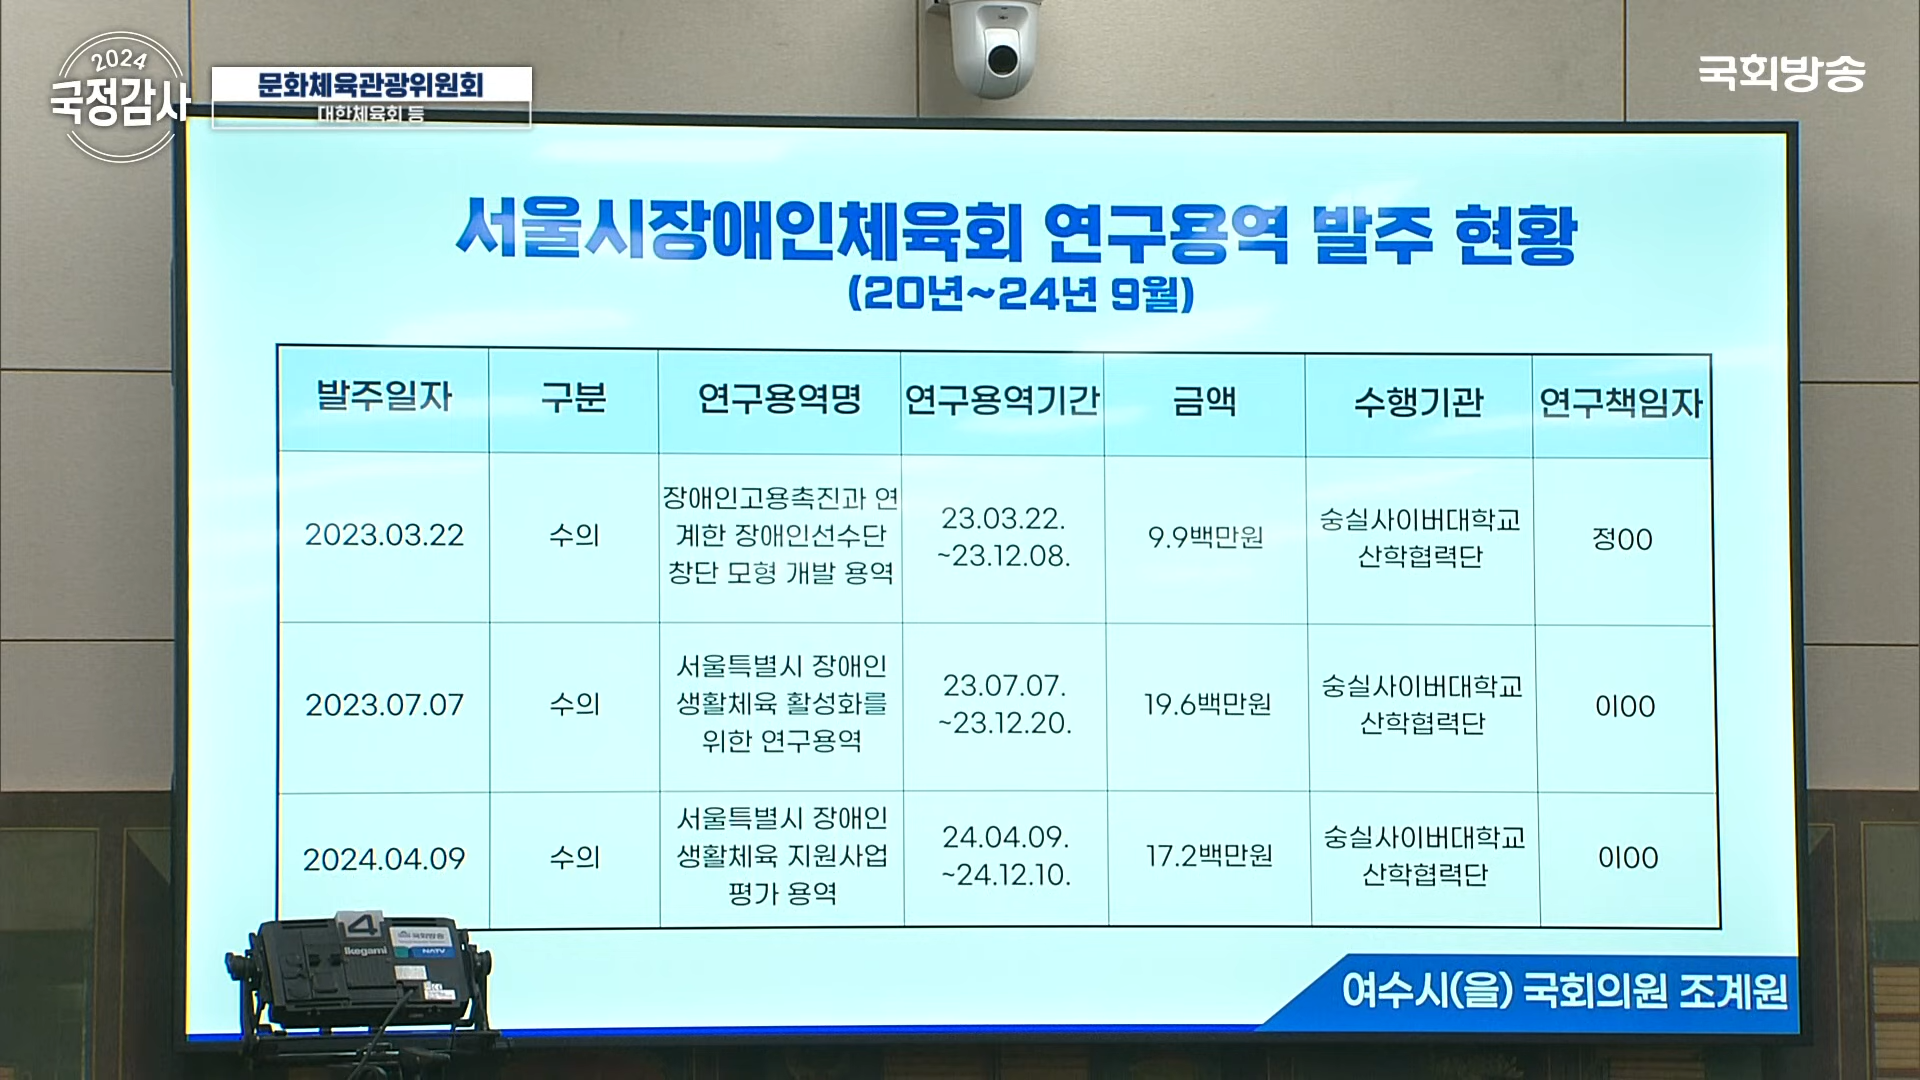 2024
국정감사
문화체육관광위원회
대한체육회 등
국회방송
서울시장애인체육회 연구용역 발주 현황
(20년~24년 9월)
발주일자 구분 연구용역명 연구용역기간 금액 수행기관 연구책임자
2023.03.22 수의
장애인고용촉진과 연
계한 장애인선수단
창단 모형 개발 용역
23.03.22.
~23.12.08.
9.9백만원
숭실사이버대학교
산학협력단
정00
2023.07.07 수의
서울특별시 장애인
생활체육 활성화를
위한 연구용역
23.07.07.
~23.12.20.
19.6백만원
숭실사이버대학교
산학협력단
이00
2024.04.09 수의
서울특별시 장애인
생활체육 지원사업
평가 용역
24.04.09.
~24.12.10.
17.2백만원
숭실사이버대학교
산학협력단
이00
4
Ikegami
국회방송
NATV
여수시(을) 국회의원 조계원